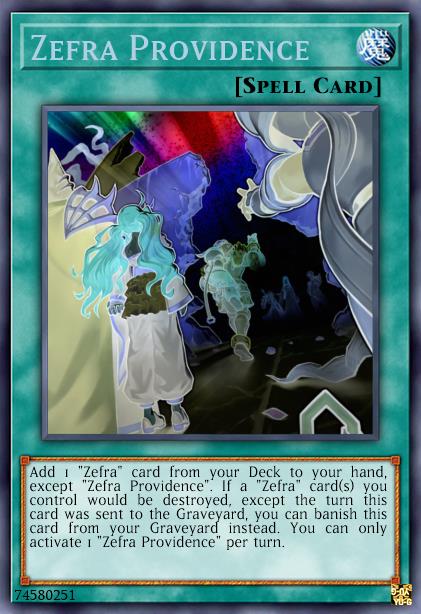 Zefra Providence
魔
[Spell Card]
Add 1 "Zefra" card from your Deck to your hand,
except "Zefra Providence". If a "Zefra" card(s) you
control would be destroyed, except the turn this
card was sent to the Graveyard, you can banish this
card from your Graveyard instead. You can only
activate 1 "Zefra Providence" per turn.
74580251